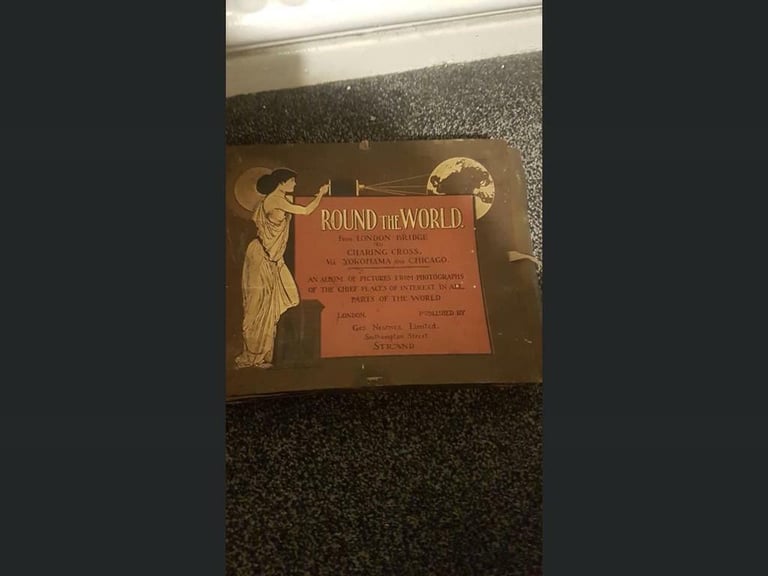 ROUND THE WORLD.
From LONDON BRIDGE
TO
CHARING CROSS,
Via YOKOHAMA AND CHICAGO.
AN ALBUM OF PICTURES FROM PHOTOGRAPHS
OF THE CHIEF PLACES OF INTEREST IN ALL
PARTS OF THE WORLD
LONDON. PUBLISHED BY
Geo. Newnes, Limited.
Southampton Street
STRAND